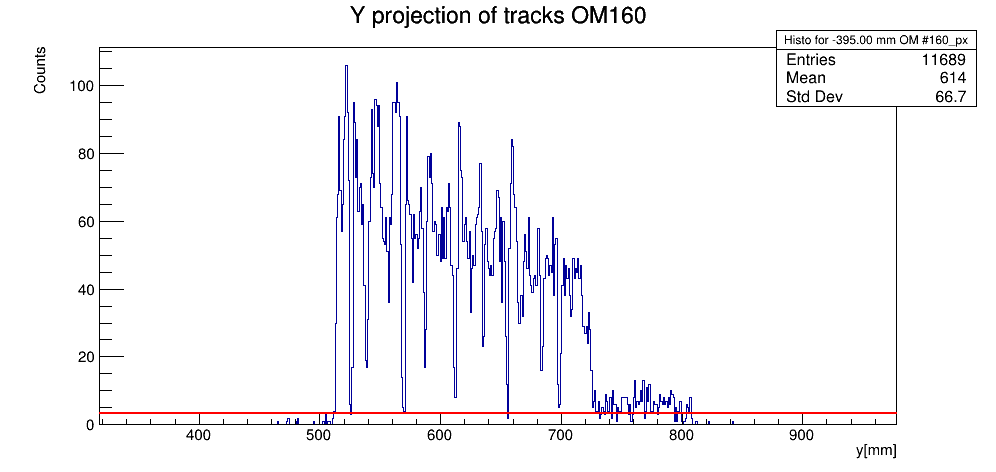 Y projection of tracks OM160
Histo for -395.00 mm OM #160_px
Entries 11689
Mean 614
Std Dev 66.7
Counts
100
80
60
40
20
0
400 500 600 700 800 900
y[mm]